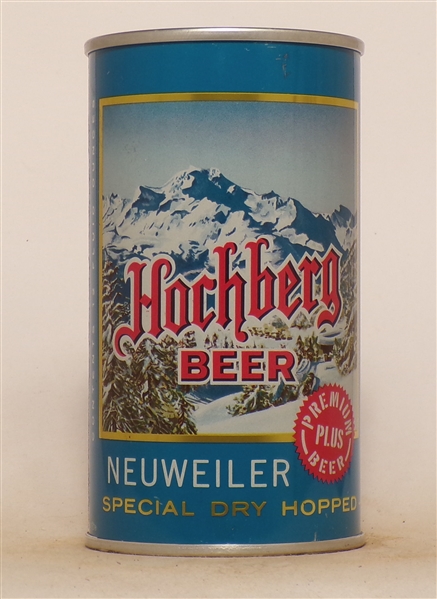 Hochberg
BEER
PREMIUM
PLUS
BEER
NEUWEILER
SPECIAL DRY HOPPED